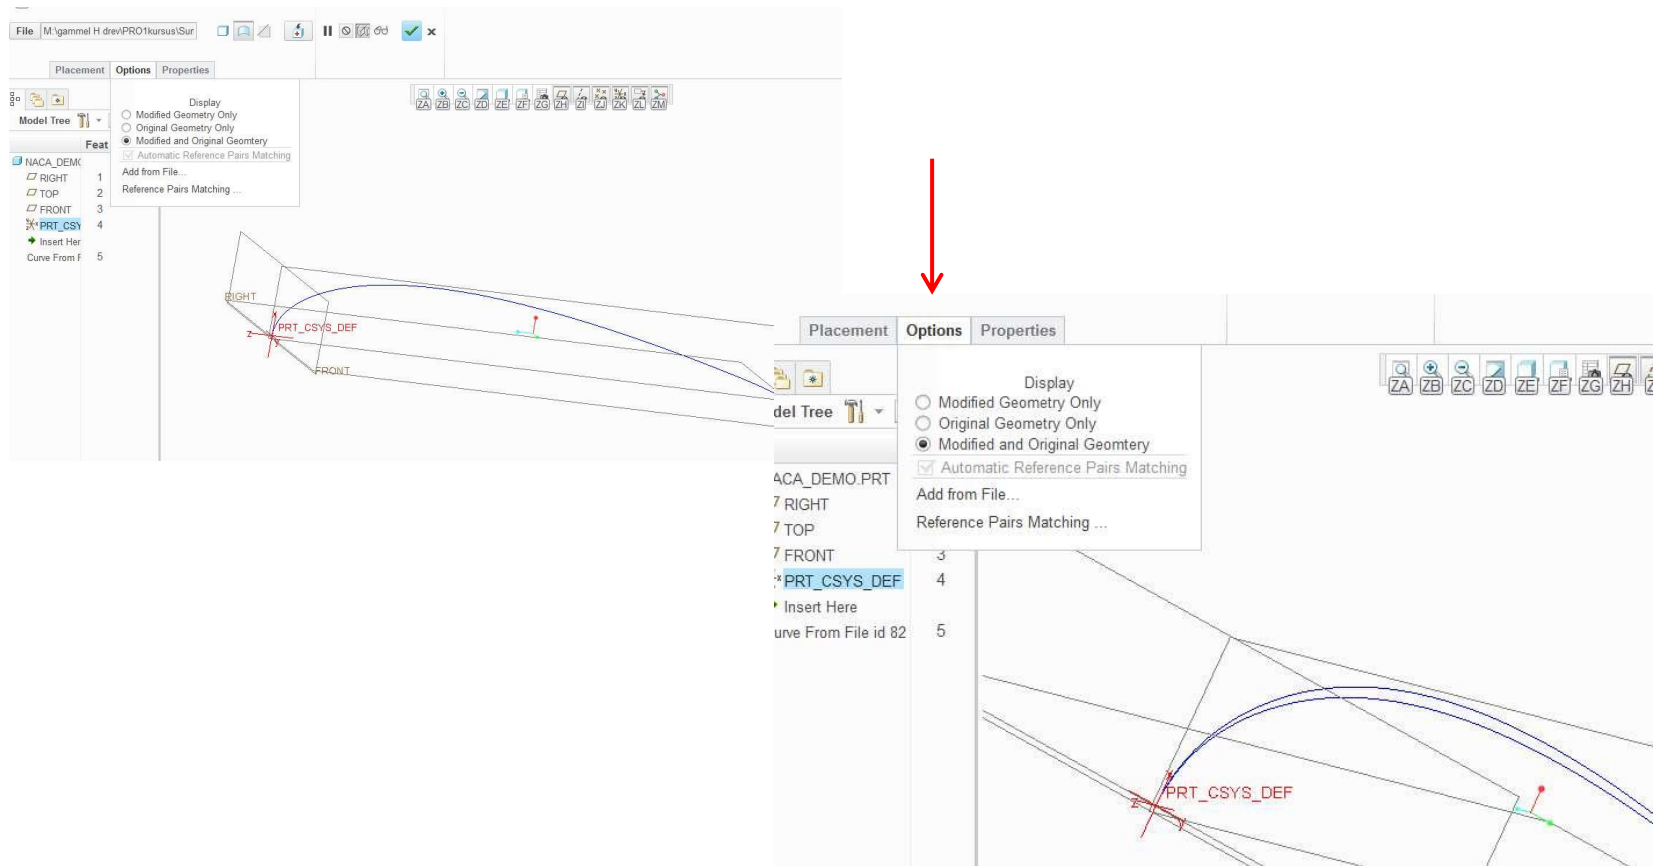 File M:\gammel H drev\PRO1kursus\Sur
Placement Options Properties
Display
Modified Geometry Only
Original Geometry Only
Modified and Original Geomtery
Automatic Reference Pairs Matching
Add from File...
Reference Pairs Matching ...
ZA ZB ZC ZD ZE ZF ZG ZH ZI ZJ ZK ZL ZM
Model Tree
Feat
NACA_DEM
RIGHT 1
TOP 2
FRONT 3
PRT_CSY 4
Insert Her
Curve From F 5
RIGHT
x
PRT_CSYS_DEF
z
y
FRONT
Placement Options Properties
Display
Modified Geometry Only
Original Geometry Only
Modified and Original Geomtery
Automatic Reference Pairs Matching
Add from File...
Reference Pairs Matching ...
ZA ZB ZC ZD ZE ZF ZG ZH Z
del Tree
ACA_DEMO.PRT
RIGHT
TOP
FRONT 3
PRT_CSYS_DEF 4
Insert Here
urve From File id 82 5
x
PRT_CSYS_DEF
z
y